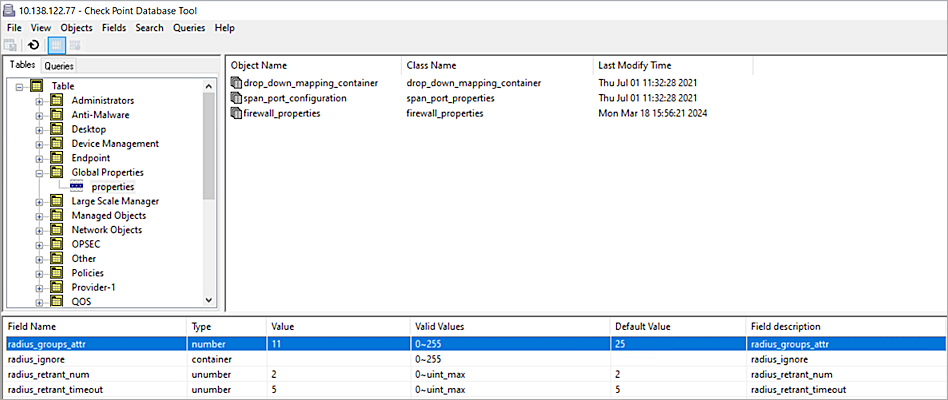 10.138.122.77 - Check Point Database Tool
File View Objects Fields Search Queries Help
Tables Queries
Table
Administrators
Anti-Malware
Desktop
Device Management
Endpoint
Global Properties
properties
Large Scale Manager
Managed Objects
Network Objects
OPSEC
Other
Policies
Provider-1
QOS
Object Name Class Name Last Modify Time
drop_down_mapping_container drop_down_mapping_container Thu Jul 01 11:32:28 2021
span_port_configuration span_port_properties Thu Jul 01 11:32:28 2021
firewall_properties firewall_properties Mon Mar 18 15:56:21 2024
Field Name Type Value Valid Values Default Value Field description
radius_groups_attr number 11 0~255 25 radius_groups_attr
radius_ignore container 0~255 radius_ignore
radius_retrant_num unumber 2 0~uint_max 2 radius_retrant_num
radius_retrant_timeout unumber 5 0~uint_max 5 radius_retrant_timeout